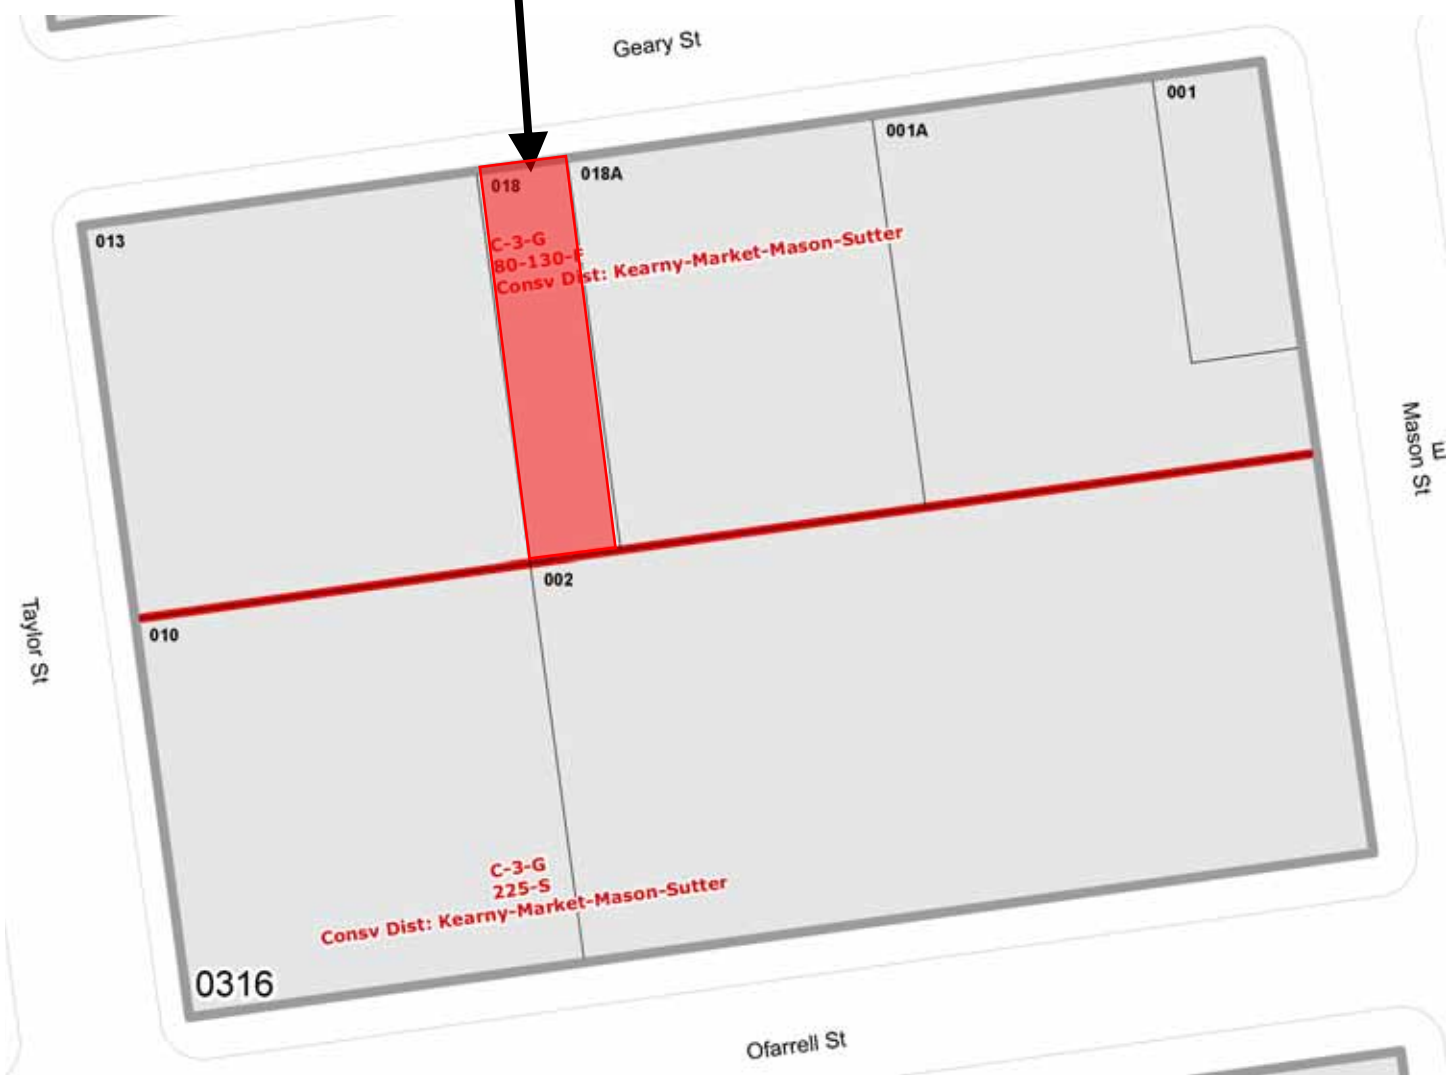 Geary St
001
001A
018A
018
013
C-3-G
80-130-F
Consv Dist: Kearny-Market-Mason-Sutter
Mason St
E
002
Taylor St
010
C-3-G
225-S
Consv Dist: Kearny-Market-Mason-Sutter
0316
Ofarrell St